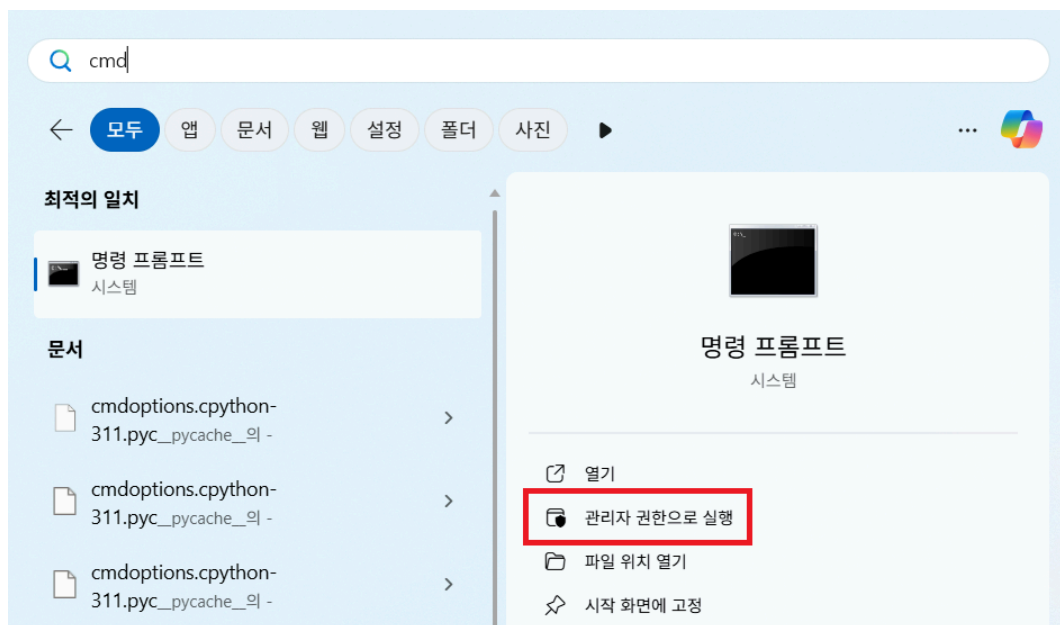 cmd
모두 앱 문서 웹 설정 폴더 사진
최적의 일치
명령 프롬프트
시스템
문서
cmdoptions.cpython-
311.pyc__pycache__의 -
cmdoptions.cpython-
311.pyc__pycache__의 -
cmdoptions.cpython-
311.pyc__pycache__의 -
명령 프롬프트
시스템
열기
관리자 권한으로 실행
파일 위치 열기
시작 화면에 고정